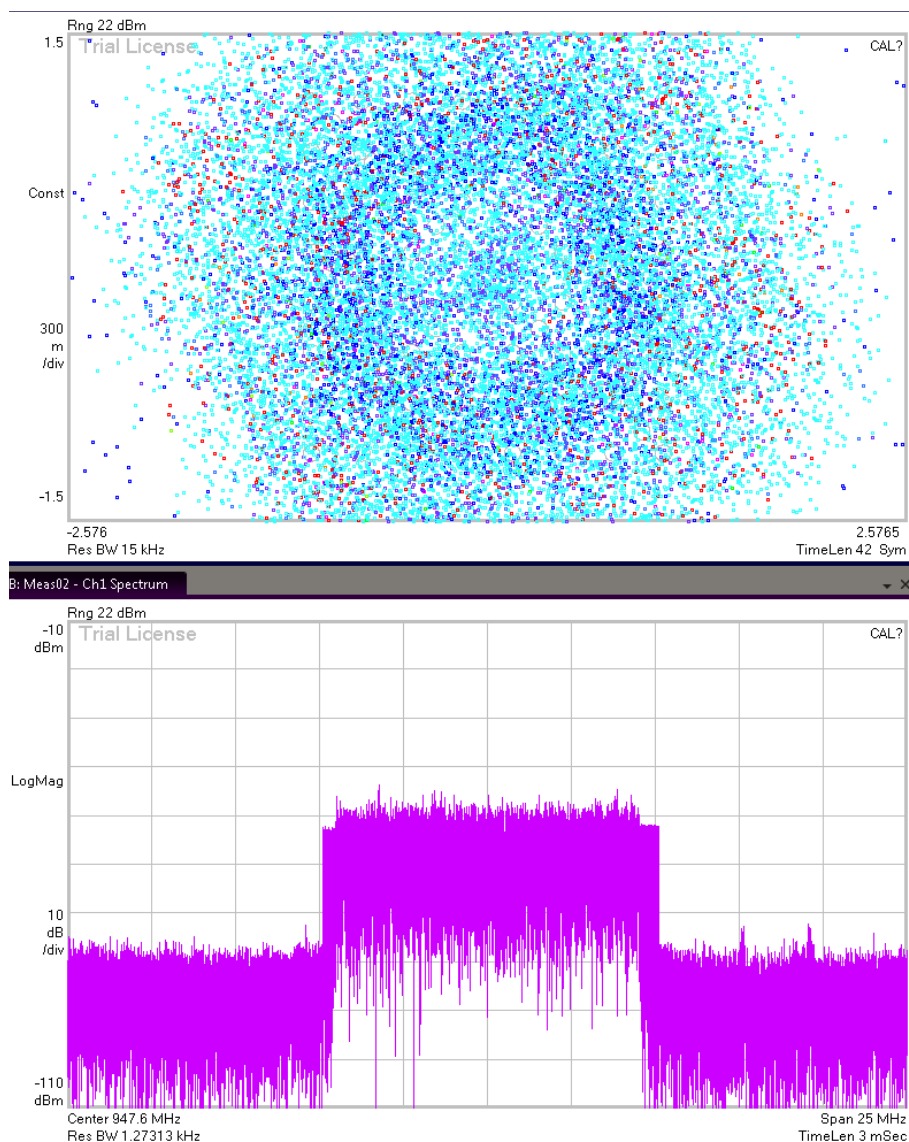 Rng 22 dBm
1.5
Trial License
CAL?
Const
300
m
/div
-1.5
-2.576
2.5765
Res BW 15 kHz
TimeLen 42 Sym
B: Meas02 - Ch1 Spectrum
Rng 22 dBm
-10
dBm
Trial License
CAL?
LogMag
10
dB
/div
-110
dBm
Center 947.6 MHz
Span 25 MHz
Res BW 1.27313 kHz
TimeLen 3 mSec